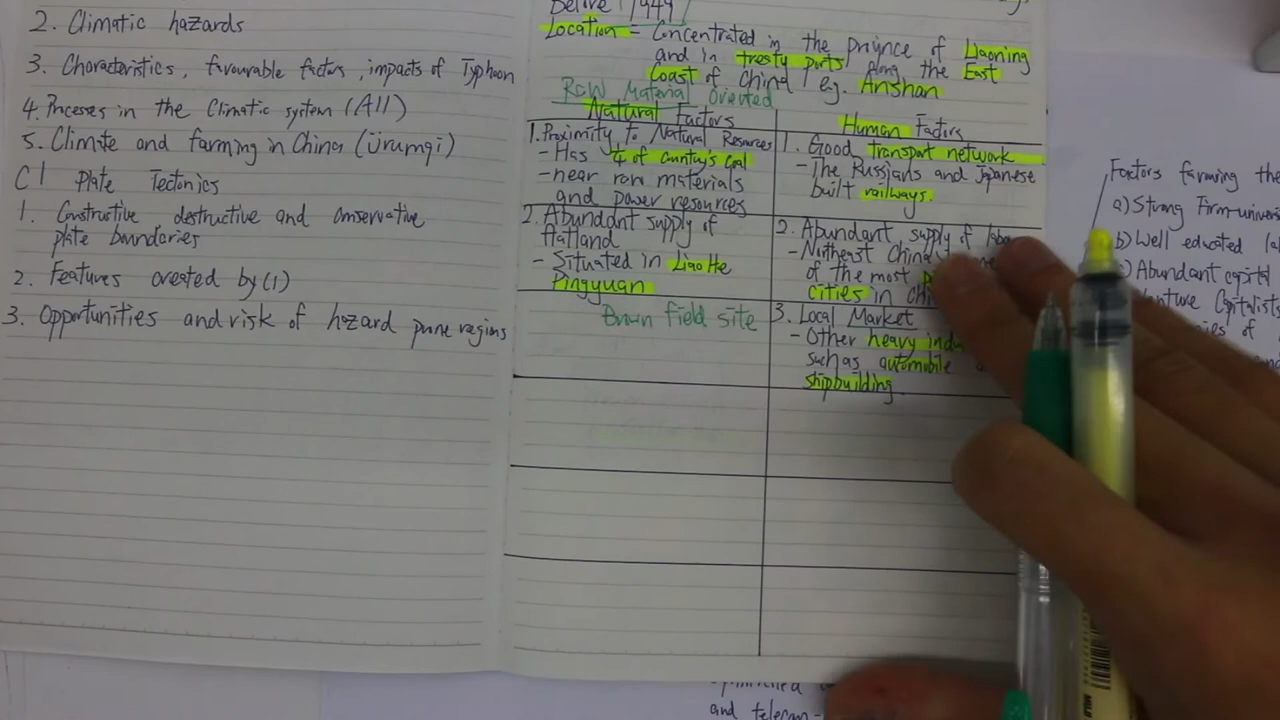 2. Climatic hazards
3. Characteristics, favourable factors, impacts of Typhoon
4. Processes in the Climatic system (All)
5. Climate and farming in China (Ürümqi)
C1 Plate Tectonics
1. Constructive, destructive and conservative
plate boundaries
2. Features created by (1)
3. Opportunities and risk of hazard prone regions
Before 1949
Location = Concentrated in the province of Liaoning
and in treaty ports along the East
Coast of China eg. Anshan
Raw Material Oriented
Natural Factors
1. Proximity to Natural Resources
- Has ¼ of country's coal
- near raw materials
and power resources
2. Abundant supply of
flatland
- Situated in Liao He
Pingyuan
Brown field site
Human Factors
1. Good transport network
- The Russians and Japanese
built railways.
2. Abundant supply of
- Northeast China
of the most
cities in
3. Local Market
- Other heavy
such as automobile
shipbuilding.
Factors forming the
a) Strong Firm-
b) Well educated
c) Abundant capital
Capitalists
of
and telecom-